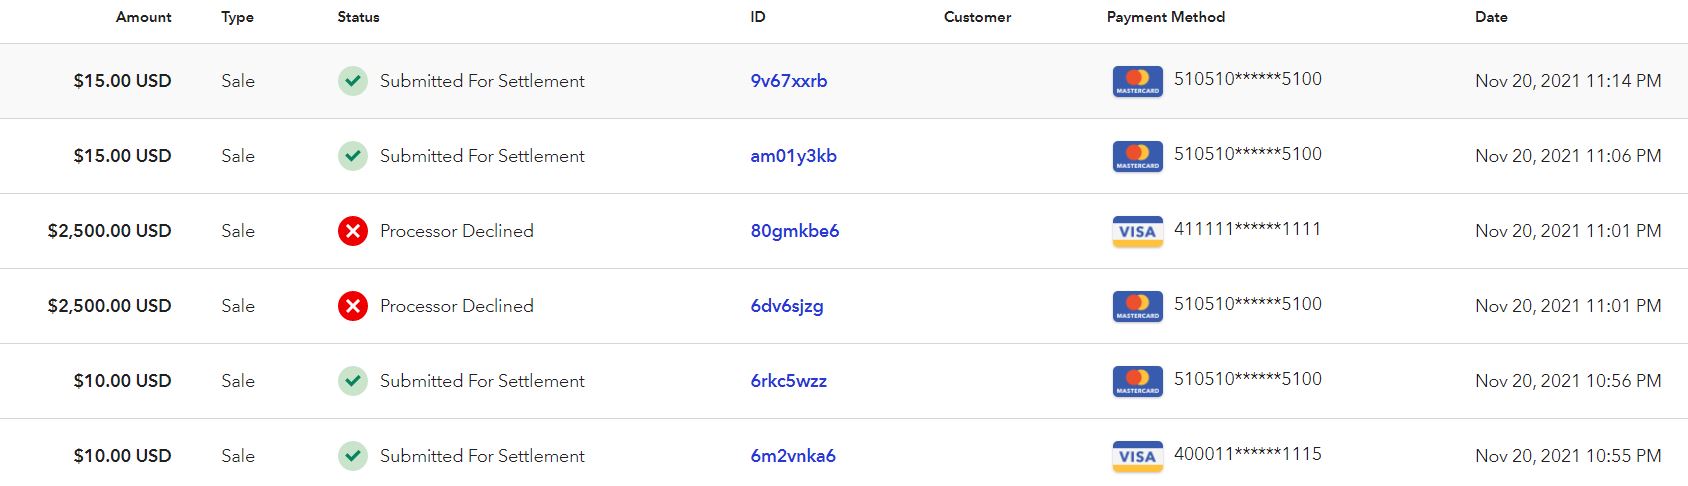 Amount Type Status ID Customer Payment Method Date
$15.00 USD Sale Submitted For Settlement 9v67xxrb MASTERCARD 510510******5100 Nov 20, 2021 11:14 PM
$15.00 USD Sale Submitted For Settlement am01y3kb MASTERCARD 510510******5100 Nov 20, 2021 11:06 PM
$2,500.00 USD Sale Processor Declined 80gmkbe6 VISA 411111******1111 Nov 20, 2021 11:01 PM
$2,500.00 USD Sale Processor Declined 6dv6sjzg MASTERCARD 510510******5100 Nov 20, 2021 11:01 PM
$10.00 USD Sale Submitted For Settlement 6rkc5wzz MASTERCARD 510510******5100 Nov 20, 2021 10:56 PM
$10.00 USD Sale Submitted For Settlement 6m2vnka6 VISA 400011******1115 Nov 20, 2021 10:55 PM